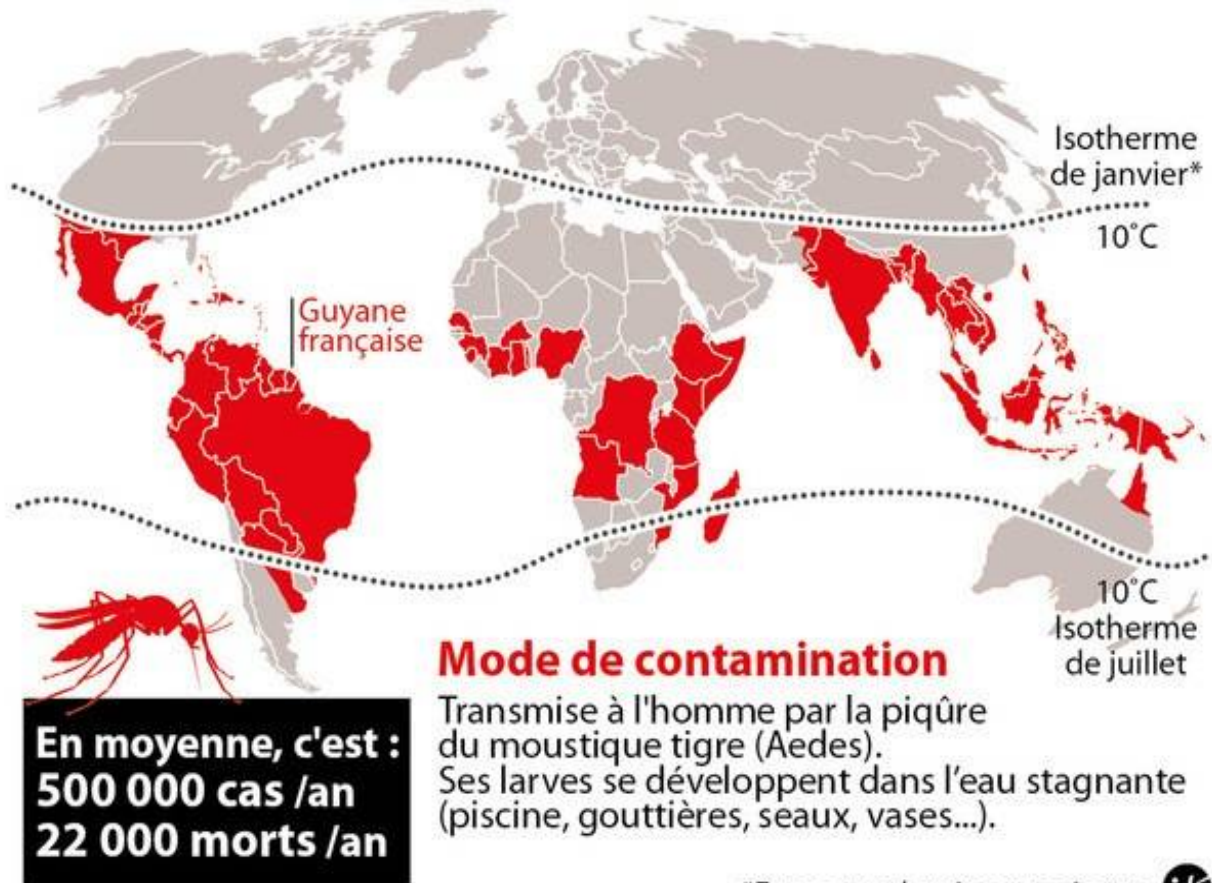 Isotherme
de janvier*
10°C
Guyane
française
10°C
Isotherme
de juillet
Mode de contamination
Transmise à l'homme par la piqûre
du moustique tigre (Aedes).
Ses larves se développent dans l'eau stagnante
(piscine, gouttières, seaux, vases...).
En moyenne, c'est :
500 000 cas /an
22 000 morts /an